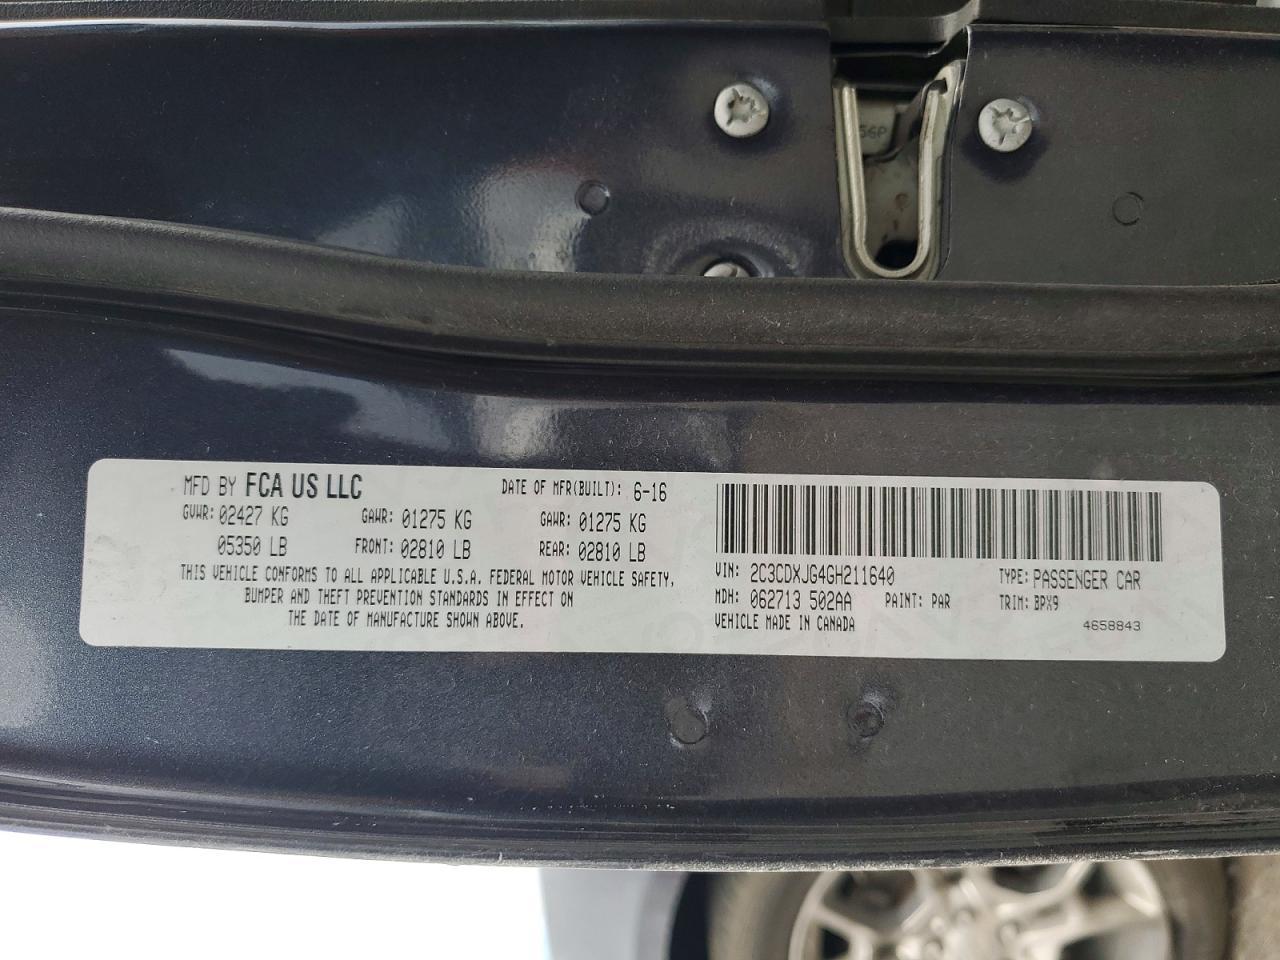 56P
MFD BY FCA US LLC DATE OF MFR(BUILT): 6-16
GVWR: 02427 KG GAWR: 01275 KG GAWR: 01275 KG
05350 LB FRONT: 02810 LB REAR: 02810 LB
THIS VEHICLE CONFORMS TO ALL APPLICABLE U.S.A. FEDERAL MOTOR VEHICLE SAFETY,
BUMPER AND THEFT PREVENTION STANDARDS IN EFFECT ON
THE DATE OF MANUFACTURE SHOWN ABOVE.
VIN: 2C3CDXJG4GH211640 TYPE: PASSENGER CAR
MDH: 062713 502AA PAINT: PAR TRIM: BPX9
VEHICLE MADE IN CANADA 4658843